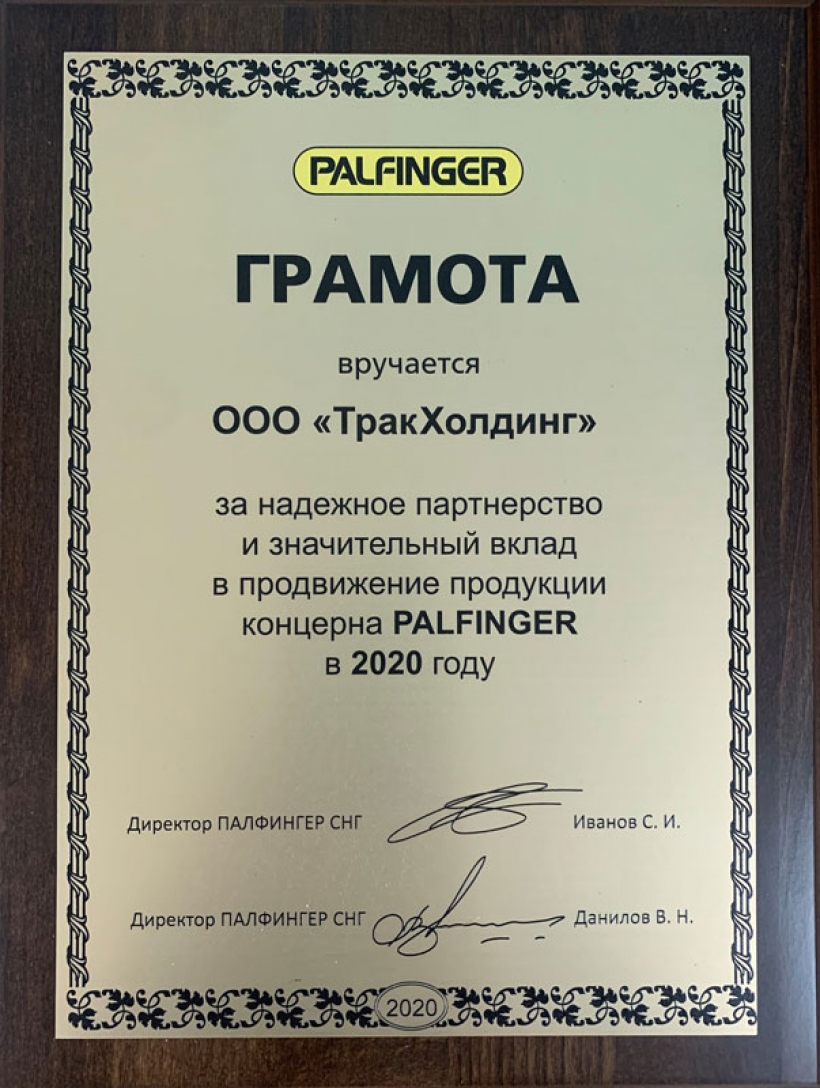 PALFINGER
ГРАМОТА
вручается
ООО «ТракХолдинг»
за надежное партнерство
и значительный вклад
в продвижение продукции
концерна PALFINGER
в 2020 году
Директор ПАЛФИНГЕР СНГ Иванов С. И.
Директор ПАЛФИНГЕР СНГ Данилов В. Н.
2020